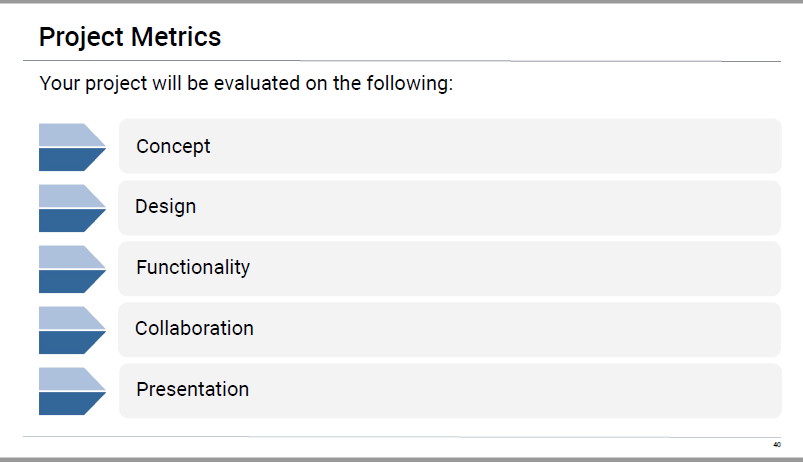 Project Metrics
Your project will be evaluated on the following:
Concept
Design
Functionality
Collaboration
Presentation
40